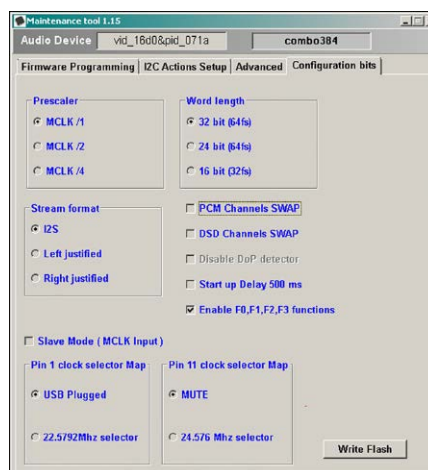 Maintenance tool 1.15
Audio Device vid_16d0&pid_071a combo384
Firmware Programming I2C Actions Setup Advanced Configuration bits
Prescaler
MCLK /1
MCLK /2
MCLK /4
Word length
32 bit (64fs)
24 bit (64fs)
16 bit (32fs)
Stream format
I2S
Left justified
Right justified
PCM Channels SWAP
DSD Channels SWAP
Disable DoP detector
Start up Delay 500 ms
Enable F0,F1,F2,F3 functions
Slave Mode ( MCLK Input )
Pin 1 clock selector Map
USB Plugged
22.5792Mhz selector
Pin 11 clock selector Map
MUTE
24.576 Mhz selector
Write Flash